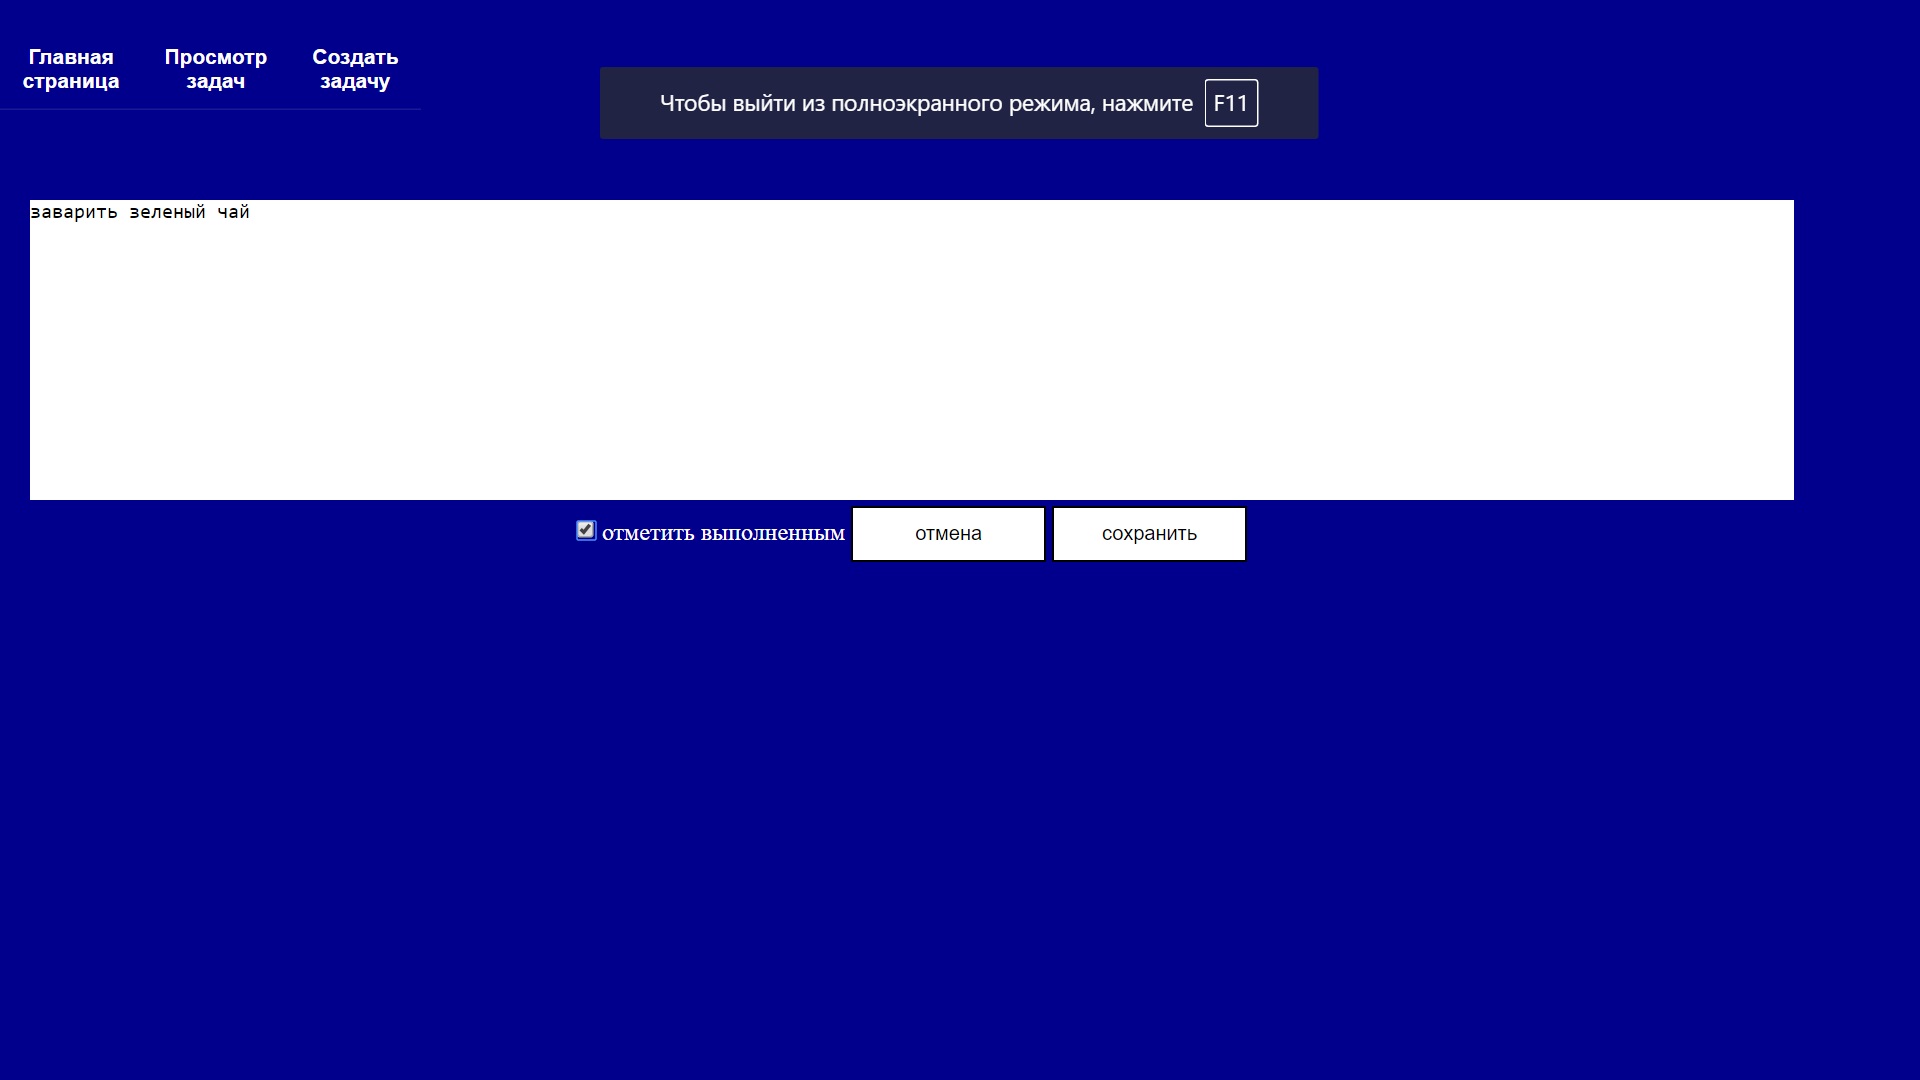 Главная
страница
Просмотр
задач
Создать
задачу
Чтобы выйти из полноэкранного режима, нажмите F11
заварить зеленый чай
отметить выполненным отмена сохранить